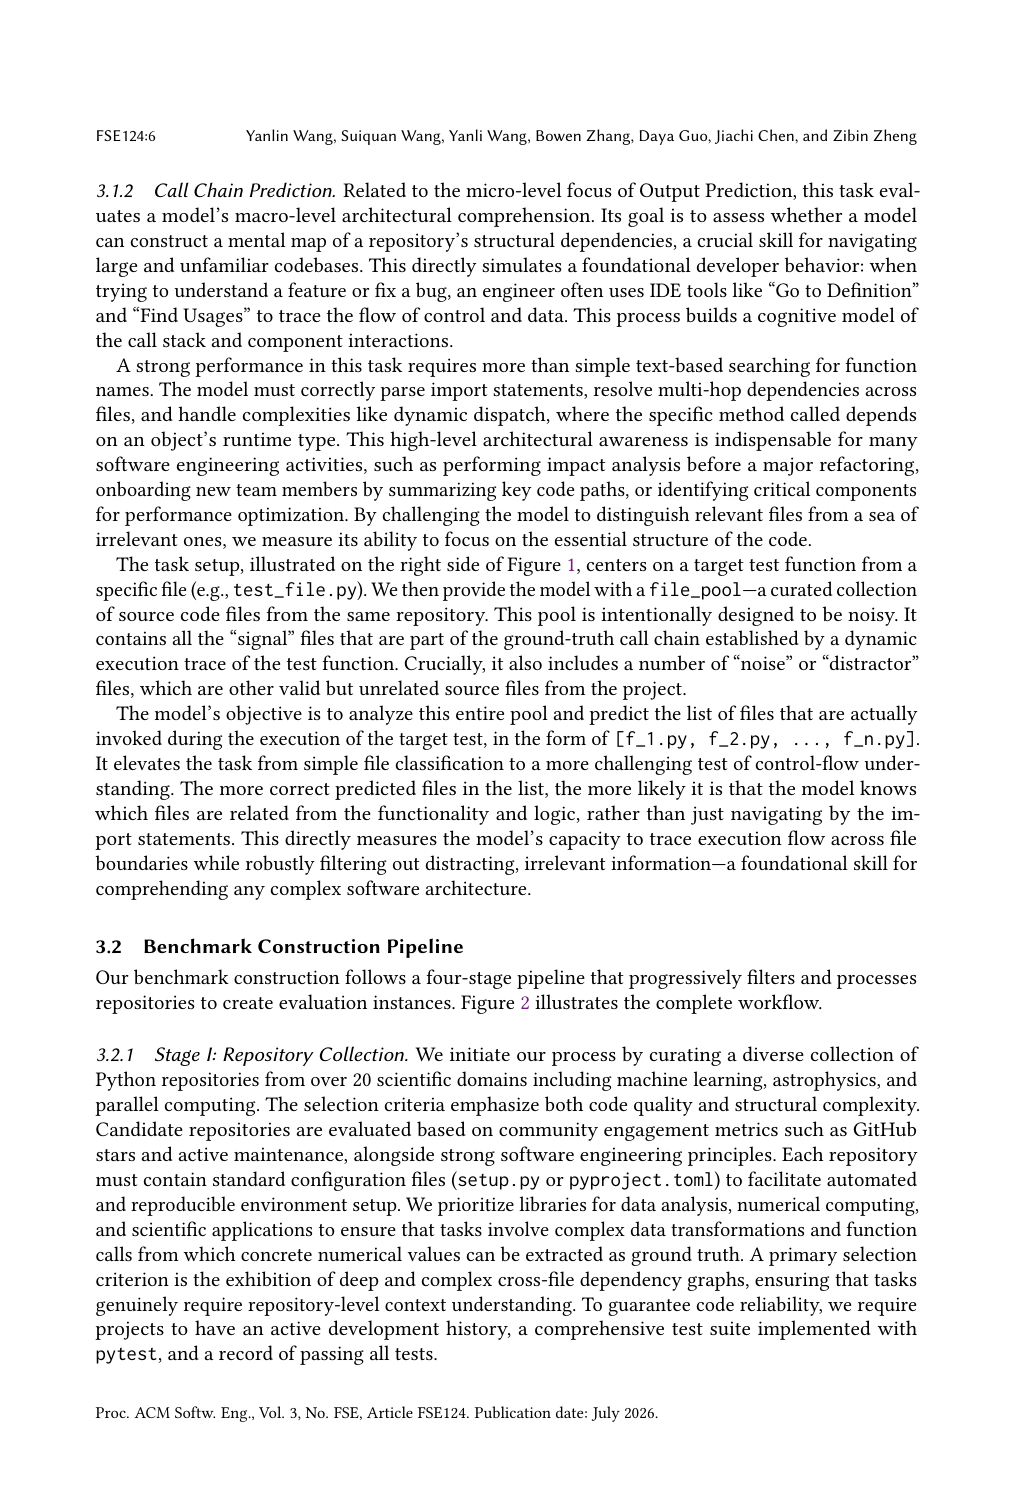 FSE124:6 Yanlin Wang, Suiquan Wang, Yanli Wang, Bowen Zhang, Daya Guo, Jiachi Chen, and Zibin Zheng
3.1.2 Call Chain Prediction. Related to the micro-level focus of Output Prediction, this task eval-
uates a model's macro-level architectural comprehension. Its goal is to assess whether a model
can construct a mental map of a repository's structural dependencies, a crucial skill for navigating
large and unfamiliar codebases. This directly simulates a foundational developer behavior: when
trying to understand a feature or fix a bug, an engineer often uses IDE tools like “Go to Definition”
and “Find Usages” to trace the flow of control and data. This process builds a cognitive model of
the call stack and component interactions.
A strong performance in this task requires more than simple text-based searching for function
names. The model must correctly parse import statements, resolve multi-hop dependencies across
files, and handle complexities like dynamic dispatch, where the specific method called depends
on an object's runtime type. This high-level architectural awareness is indispensable for many
software engineering activities, such as performing impact analysis before a major refactoring,
onboarding new team members by summarizing key code paths, or identifying critical components
for performance optimization. By challenging the model to distinguish relevant files from a sea of
irrelevant ones, we measure its ability to focus on the essential structure of the code.
The task setup, illustrated on the right side of Figure 1, centers on a target test function from a
specific file (e.g., test_file.py). We then provide the model with a file_pool—a curated collection
of source code files from the same repository. This pool is intentionally designed to be noisy. It
contains all the “signal” files that are part of the ground-truth call chain established by a dynamic
execution trace of the test function. Crucially, it also includes a number of “noise” or “distractor”
files, which are other valid but unrelated source files from the project.
The model's objective is to analyze this entire pool and predict the list of files that are actually
invoked during the execution of the target test, in the form of [f_1.py, f_2.py, ..., f_n.py].
It elevates the task from simple file classification to a more challenging test of control-flow under-
standing. The more correct predicted files in the list, the more likely it is that the model knows
which files are related from the functionality and logic, rather than just navigating by the im-
port statements. This directly measures the model's capacity to trace execution flow across file
boundaries while robustly filtering out distracting, irrelevant information—a foundational skill for
comprehending any complex software architecture.
3.2 Benchmark Construction Pipeline
Our benchmark construction follows a four-stage pipeline that progressively filters and processes
repositories to create evaluation instances. Figure 2 illustrates the complete workflow.
3.2.1 Stage I: Repository Collection. We initiate our process by curating a diverse collection of
Python repositories from over 20 scientific domains including machine learning, astrophysics, and
parallel computing. The selection criteria emphasize both code quality and structural complexity.
Candidate repositories are evaluated based on community engagement metrics such as GitHub
stars and active maintenance, alongside strong software engineering principles. Each repository
must contain standard configuration files (setup.py or pyproject.toml) to facilitate automated
and reproducible environment setup. We prioritize libraries for data analysis, numerical computing,
and scientific applications to ensure that tasks involve complex data transformations and function
calls from which concrete numerical values can be extracted as ground truth. A primary selection
criterion is the exhibition of deep and complex cross-file dependency graphs, ensuring that tasks
genuinely require repository-level context understanding. To guarantee code reliability, we require
projects to have an active development history, a comprehensive test suite implemented with
pytest, and a record of passing all tests.
Proc. ACM Softw. Eng., Vol. 3, No. FSE, Article FSE124. Publication date: July 2026.